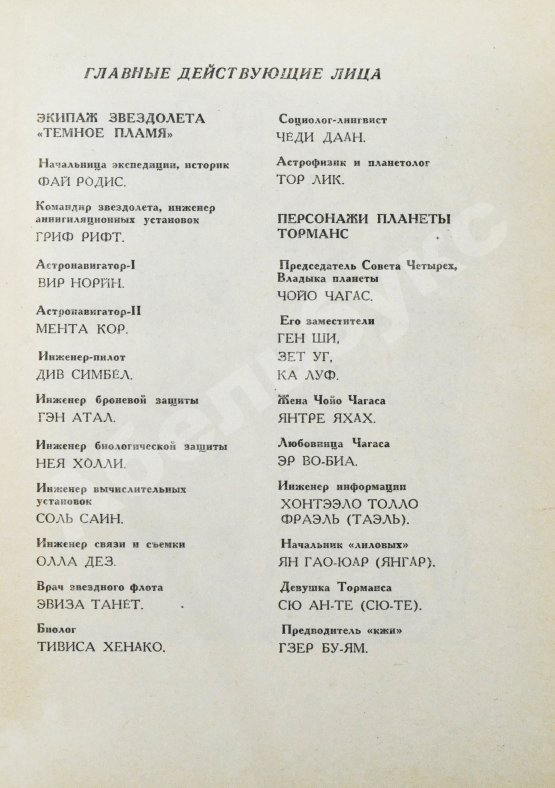 ГЛАВНЫЕ ДЕЙСТВУЮЩИЕ ЛИЦА
ЭКИПАЖ ЗВЕЗДОЛЕТА
«ТЕМНОЕ ПЛАМЯ»
Начальница экспедиции, историк
ФАЙ РОДИС.
Командир звездолета, инженер
аннигиляционных установок
ГРИФ РИФТ.
Астронавигатор-I
ВИР НОРИН.
Астронавигатор-II
МЕНТА КОР.
Инженер-пилот
ДИВ СИМБЕЛ.
Инженер броневой защиты
ГЭН АТАЛ.
Инженер биологической защиты
НЕЯ ХОЛЛИ.
Инженер вычислительных
установок
СОЛЬ САИН.
Инженер связи и съемки
ОЛЛА ДЕЗ.
Врач звездного флота
ЭВИЗА ТАНЕТ.
Биолог
ТИВИСА ХЕНАКО.
Социолог-лингвист
ЧЕДИ ДААН.
Астрофизик и планетолог
ТОР ЛИК.
ПЕРСОНАЖИ ПЛАНЕТЫ
ТОРМАНС
Председатель Совета Четырех,
Владыка планеты
ЧОЙО ЧАГАС.
Его заместители
ГЕН ШИ,
ЗЕТ УГ,
КА ЛУФ.
Жена Чойо Чагаса
ЯНТРЕ ЯХАХ.
Любовница Чагаса
ЭР ВО-БИА.
Инженер информации
ХОНТЭЭЛО ТОЛЛО
ФРАЭЛЬ (ТАЭЛЬ).
Начальник «лиловых»
ЯН ГАО-ЮАР (ЯНГАР).
Девушка Торманса
СЮ АН-ТЕ (СЮ-ТЕ).
Предводитель «кжи»
ГЗЕР БУ-ЯМ.